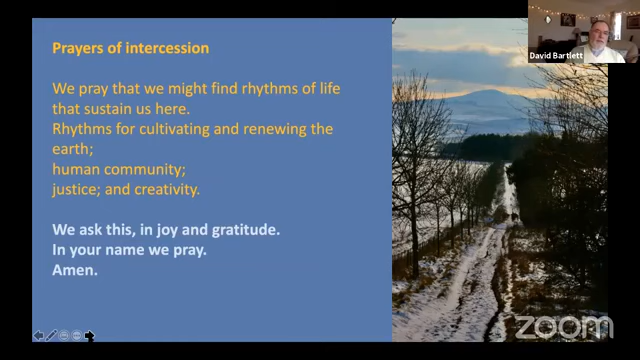 Prayers of intercession
We pray that we might find rhythms of life
that sustain us here.
Rhythms for cultivating and renewing the
earth;
human community;
justice; and creativity.
We ask this, in joy and gratitude.
In your name we pray.
Amen.
David Bartlett
zoom